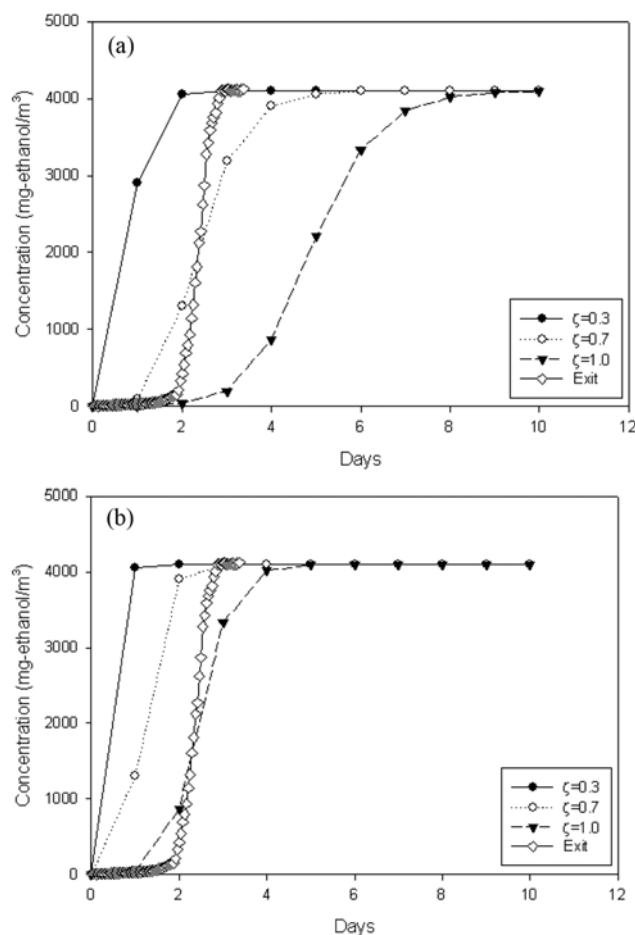 (a)
Concentration (mg-ethanol/m³)
5000
4000
3000
2000
1000
0
0 2 4 6 8 10 12
Days
ζ=0.3
ζ=0.7
ζ=1.0
Exit
(b)
Concentration (mg-ethanol/m³)
5000
4000
3000
2000
1000
0
0 2 4 6 8 10 12
Days
ζ=0.3
ζ=0.7
ζ=1.0
Exit